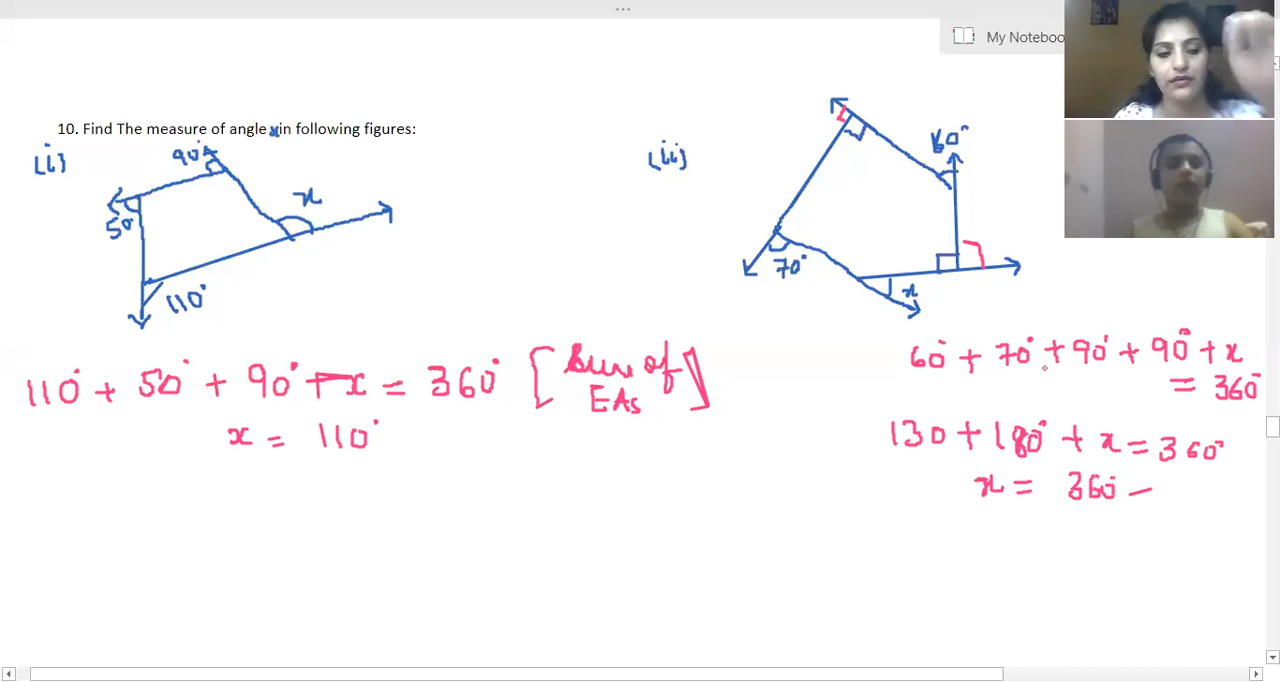 My Noteboo
10. Find The measure of angle x in following figures:
(i)
90°
x
50°
110°
(ii)
60°
70°
x
110° + 50° + 90° + x = 360° [Sum of EAs]
x = 110°
60° + 70° + 90° + 90° + x
= 360°
130 + 180° + x = 360°
x = 360 –